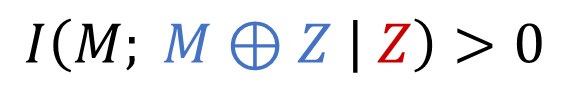 I(M; M ⊕ Z | Z) > 0